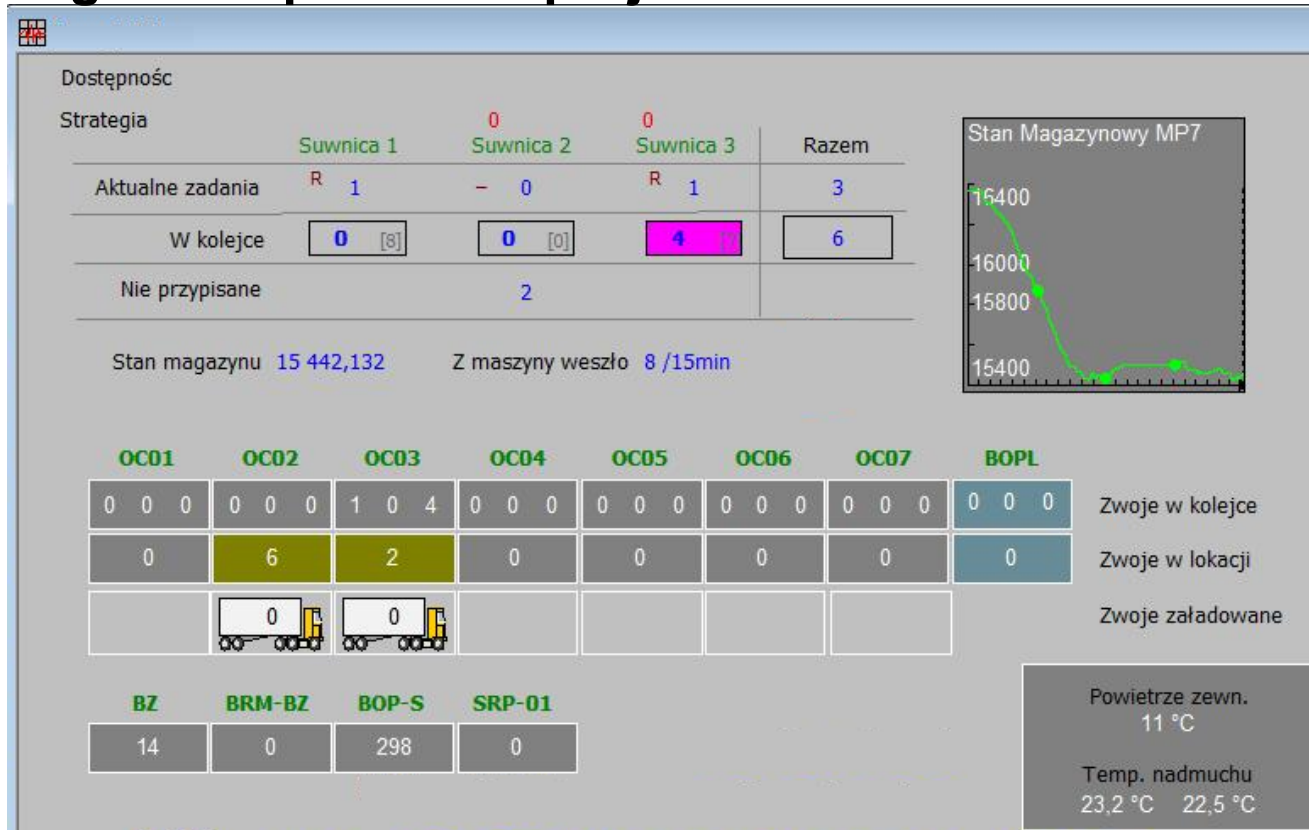 Dostępnośc
Strategia
0 0
Suwnica 1 Suwnica 2 Suwnica 3 Razem
Aktualne zadania R 1 – 0 R 1 3
W kolejce 0 [8] 0 [0] 4 6
Nie przypisane 2
Stan magazynu 15 442,132 Z maszyny weszło 8 /15min
Stan Magazynowy MP7
16400
16000
15800
15400
OC01 OC02 OC03 OC04 OC05 OC06 OC07 BOPL
0 0 0 0 0 0 1 0 4 0 0 0 0 0 0 0 0 0 0 0 0 0 0 0 Zwoje w kolejce
0 6 2 0 0 0 0 0 Zwoje w lokacji
0 0 Zwoje załadowane
BZ BRM-BZ BOP-S SRP-01
14 0 298 0
Powietrze zewn.
11 °C
Temp. nadmuchu
23,2 °C 22,5 °C